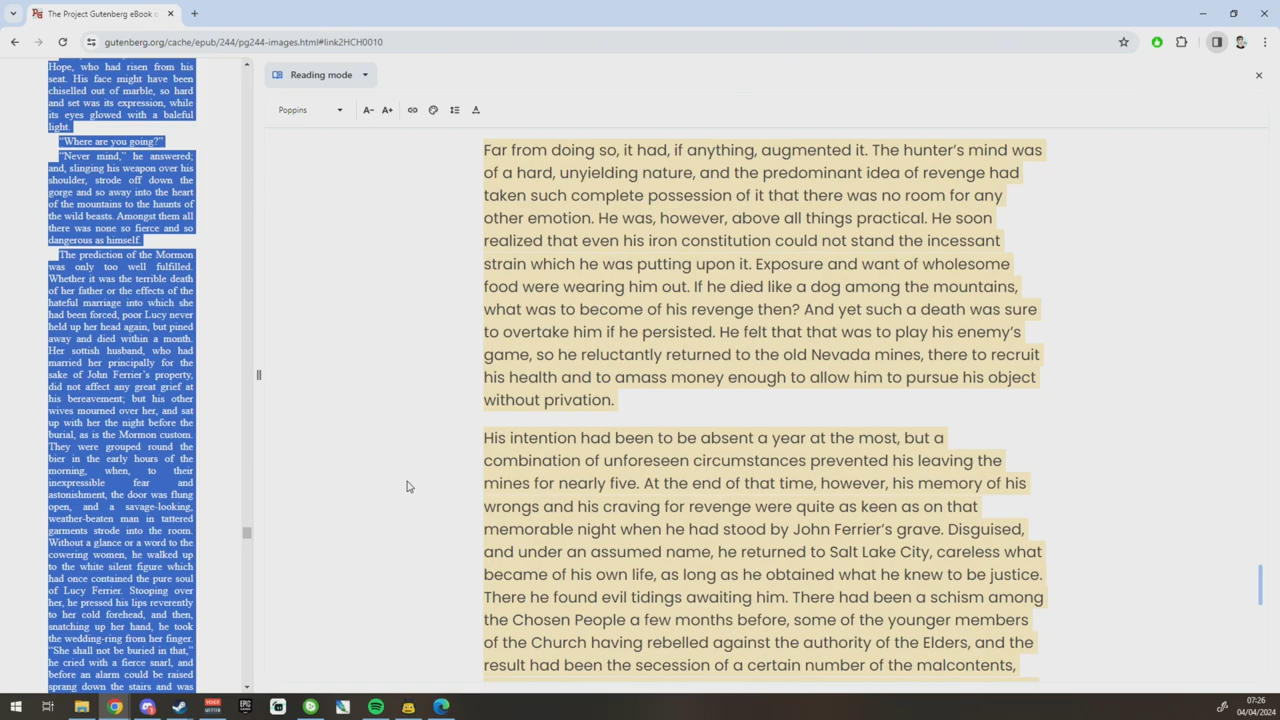 The Project Gutenberg eBook o
gutenberg.org/cache/epub/244/pg244-images.html#link2HCH0010
Hope, who had risen from his
seat. His face might have been
chiselled out of marble, so hard
and set was its expression, while
its eyes glowed with a baleful
light.
“Where are you going?”
“Never mind,” he answered;
and, slinging his weapon over his
shoulder, strode off down the
gorge and so away into the heart
of the mountains to the haunts of
the wild beasts. Amongst them all
there was none so fierce and so
dangerous as himself.
The prediction of the Mormon
was only too well fulfilled.
Whether it was the terrible death
of her father or the effects of the
hateful marriage into which she
had been forced, poor Lucy never
held up her head again, but pined
away and died within a month.
Her sottish husband, who had
married her principally for the
sake of John Ferrier’s property,
did not affect any great grief at
his bereavement; but his other
wives mourned over her, and sat
up with her the night before the
burial, as is the Mormon custom.
They were grouped round the
bier in the early hours of the
morning, when, to their
inexpressible fear and
astonishment, the door was flung
open, and a savage-looking,
weather-beaten man in tattered
garments strode into the room.
Without a glance or a word to the
cowering women, he walked up
to the white silent figure which
had once contained the pure soul
of Lucy Ferrier. Stooping over
her, he pressed his lips reverently
to her cold forehead, and then,
snatching up her hand, he took
the wedding-ring from her finger.
“She shall not be buried in that,”
he cried with a fierce snarl, and
before an alarm could be raised
sprang down the stairs and was
Reading mode
Poppins
Far from doing so, it had, if anything, augmented it. The hunter’s mind was
of a hard, unyielding nature, and the predominant idea of revenge had
taken such complete possession of it that there was no room for any
other emotion. He was, however, above all things practical. He soon
realized that even his iron constitution could not stand the incessant
strain which he was putting upon it. Exposure and want of wholesome
food were wearing him out. If he died like a dog among the mountains,
what was to become of his revenge then? And yet such a death was sure
to overtake him if he persisted. He felt that that was to play his enemy’s
game, so he reluctantly returned to the old Nevada mines, there to recruit
his health and to amass money enough to allow him to pursue his object
without privation.
His intention had been to be absent a year at the most, but a
combination of unforeseen circumstances prevented his leaving the
mines for nearly five. At the end of that time, however, his memory of his
wrongs and his craving for revenge were quite as keen as on that
memorable night when he had stood by John Ferrier’s grave. Disguised,
and under an assumed name, he returned to Salt Lake City, careless what
became of his own life, as long as he obtained what he knew to be justice.
There he found evil tidings awaiting him. There had been a schism among
the Chosen People a few months before, some of the younger members
of the Church having rebelled against the authority of the Elders, and the
result had been the secession of a certain number of the malcontents,
07:26
04/04/2024